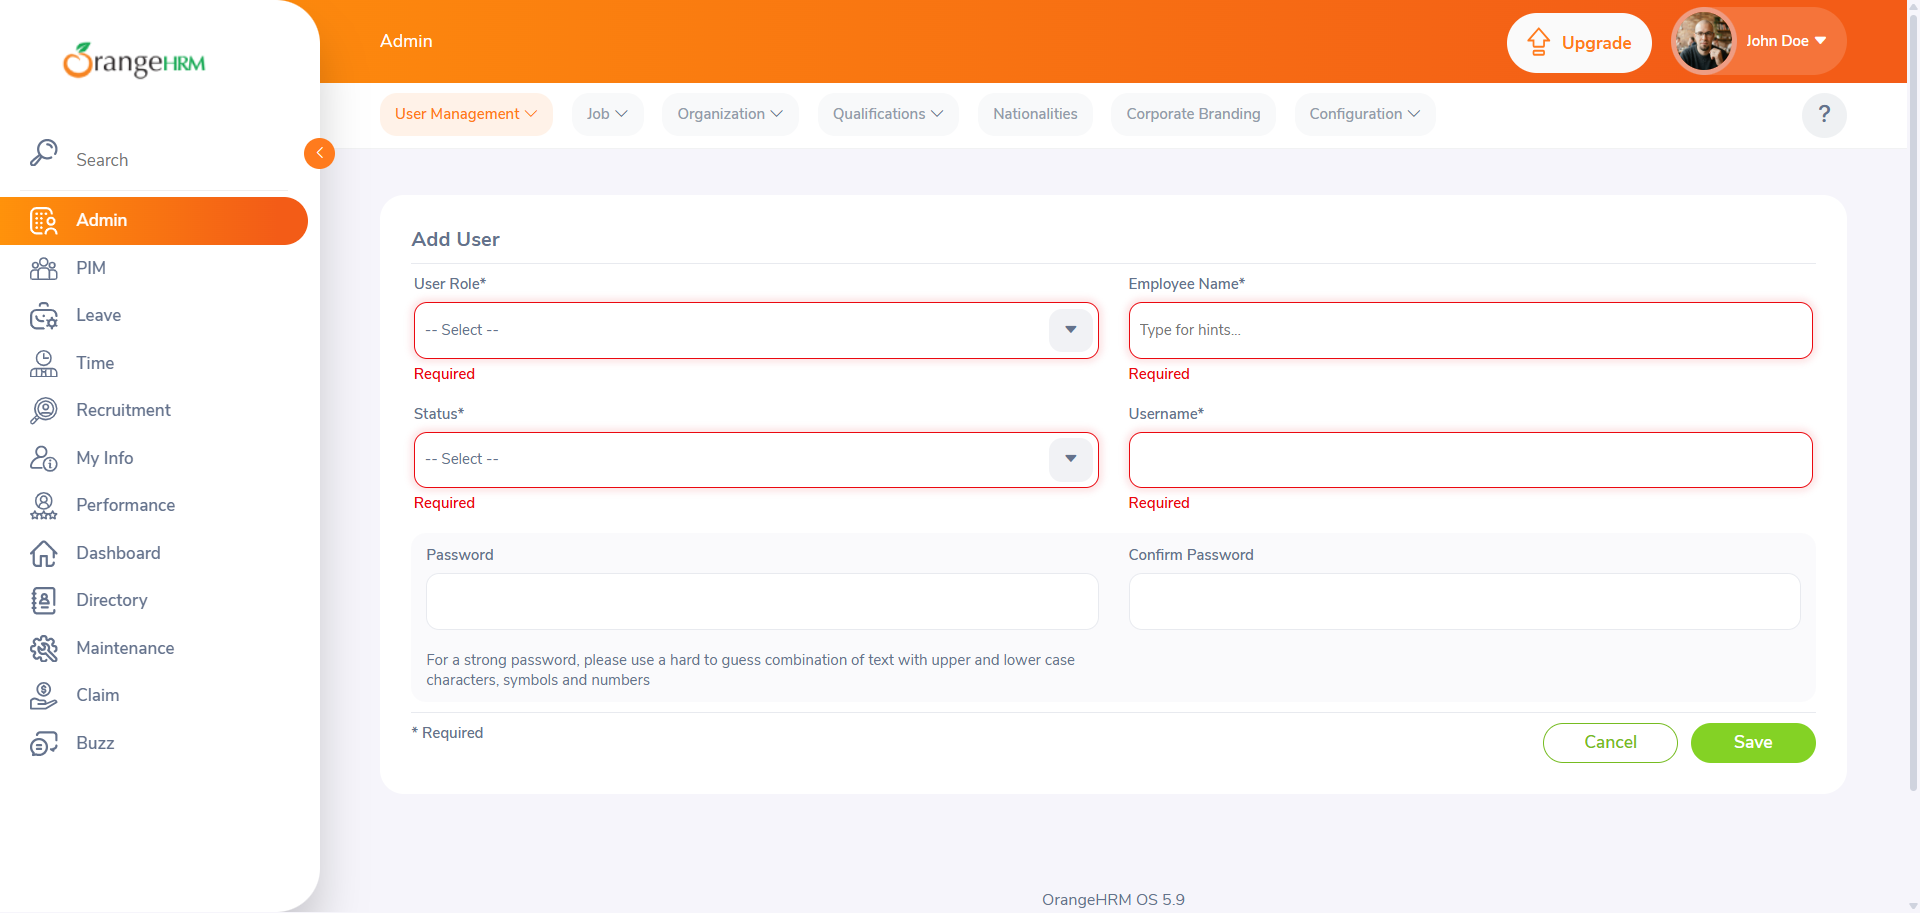 OrangeHRM
Search
Admin
PIM
Leave
Time
Recruitment
My Info
Performance
Dashboard
Directory
Maintenance
Claim
Buzz
Admin
Upgrade
John Doe
User Management
Job
Organization
Qualifications
Nationalities
Corporate Branding
Configuration
?
Add User
User Role*
-- Select --
Required
Employee Name*
Type for hints...
Required
Status*
-- Select --
Required
Username*
Required
Password
Confirm Password
For a strong password, please use a hard to guess combination of text with upper and lower case
characters, symbols and numbers
* Required
Cancel
Save
OrangeHRM OS 5.9